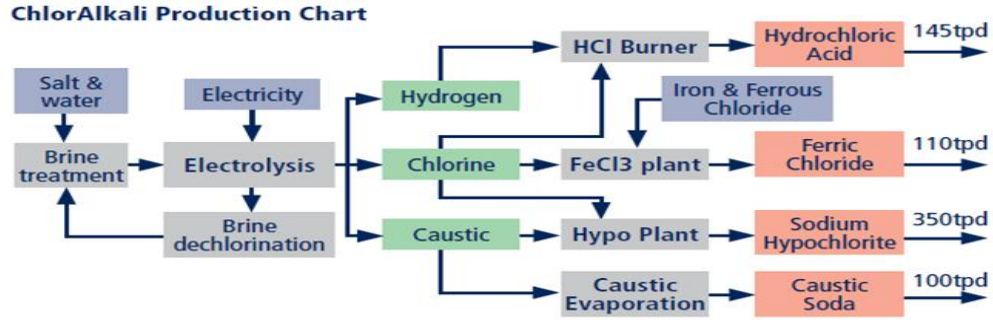 ChlorAlkali Production Chart
Salt &
water
Electricity
Brine
treatment
Electrolysis
Brine
dechlorination
Hydrogen
Chlorine
Caustic
HCl Burner
Iron & Ferrous
Chloride
FeCl3 plant
Hypo Plant
Caustic
Evaporation
Hydrochloric
Acid
145tpd
Ferric
Chloride
110tpd
Sodium
Hypochlorite
350tpd
Caustic
Soda
100tpd